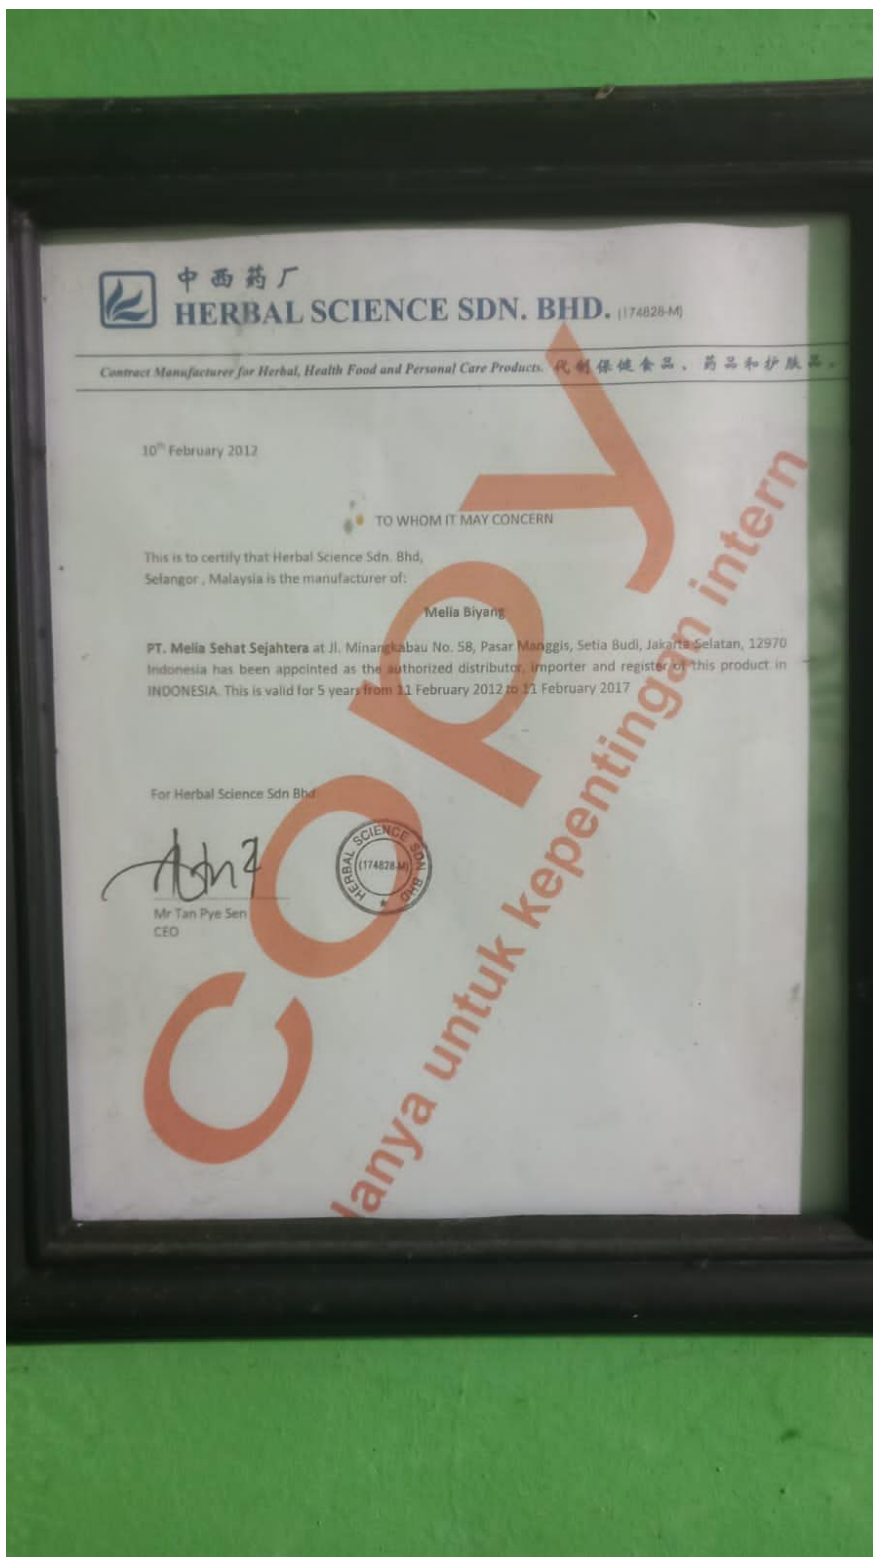 中西药厂
HERBAL SCIENCE SDN. BHD. (174828-M)
Contract Manufacturer for Herbal, Health Food and Personal Care Products. 代制保健食品、药品和护肤品。
10th February 2012
TO WHOM IT MAY CONCERN
This is to certify that Herbal Science Sdn. Bhd,
Selangor , Malaysia is the manufacturer of:
Melia Biyang
PT. Melia Sehat Sejahtera at Jl. Minangkabau No. 58, Pasar Manggis, Setia Budi, Jakarta Selatan, 12970
Indonesia has been appointed as the authorized distributor, importer and register of this product in
INDONESIA. This is valid for 5 years from 11 February 2012 to 11 February 2017
For Herbal Science Sdn Bhd
HERBAL SCIENCE SDN BHD
(174828-M)
Mr Tan Pye Sen
CEO
copy
Hanya untuk kepentingan intern